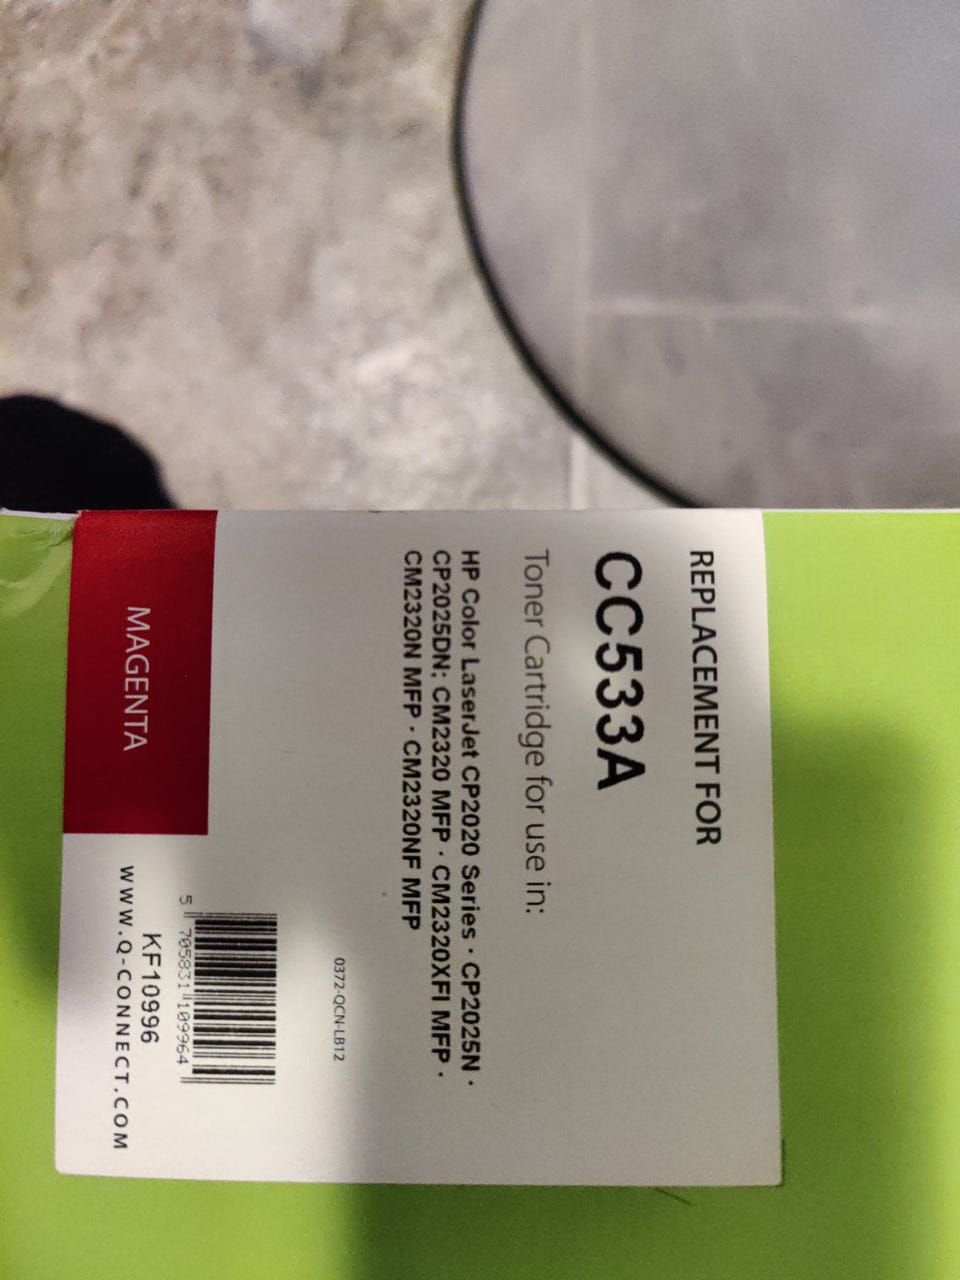 REPLACEMENT FOR
CC533A
Toner Cartridge for use in:
HP Color LaserJet CP2020 Series · CP2025N ·
CP2025DN: CM2320 MFP · CM2320XFI MFP ·
CM2320N MFP · CM2320NF MFP
0372-QCN-LB12
5 705831 109964
KF10996
MAGENTA
WWW.Q-CONNECT.COM